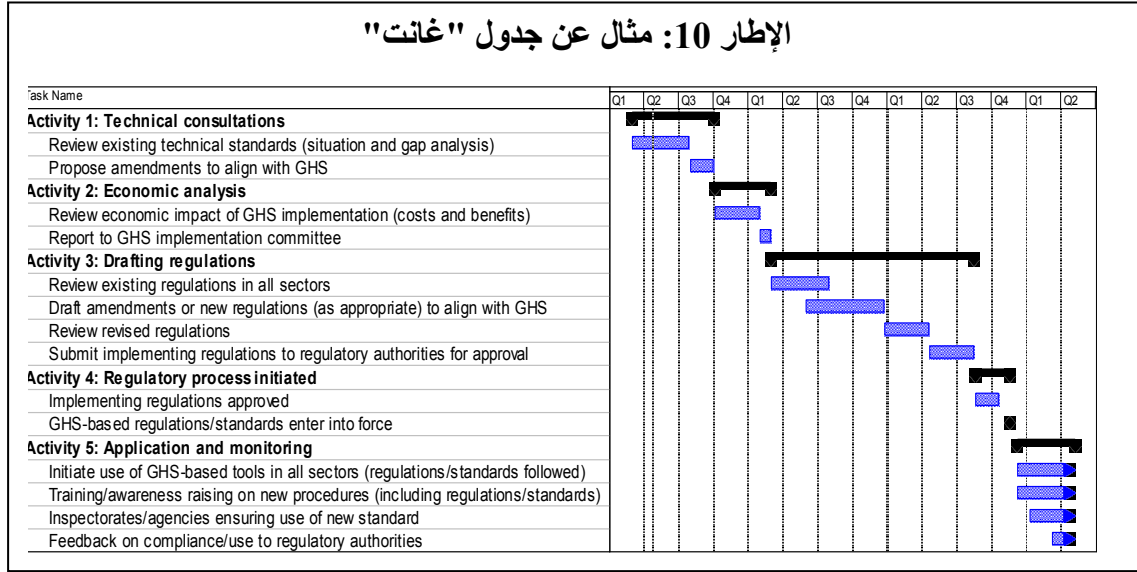 الإطار 10: مثال عن جدول "غانت"
Task Name Q1 Q2 Q3 Q4 Q1 Q2 Q3 Q4 Q1 Q2 Q3 Q4 Q1 Q2
Activity 1: Technical consultations
Review existing technical standards (situation and gap analysis)
Propose amendments to align with GHS
Activity 2: Economic analysis
Review economic impact of GHS implementation (costs and benefits)
Report to GHS implementation committee
Activity 3: Drafting regulations
Review existing regulations in all sectors
Draft amendments or new regulations (as appropriate) to align with GHS
Review revised regulations
Submit implementing regulations to regulatory authorities for approval
Activity 4: Regulatory process initiated
Implementing regulations approved
GHS-based regulations/standards enter into force
Activity 5: Application and monitoring
Initiate use of GHS-based tools in all sectors (regulations/standards followed)
Training/awareness raising on new procedures (including regulations/standards)
Inspectorates/agencies ensuring use of new standard
Feedback on compliance/use to regulatory authorities